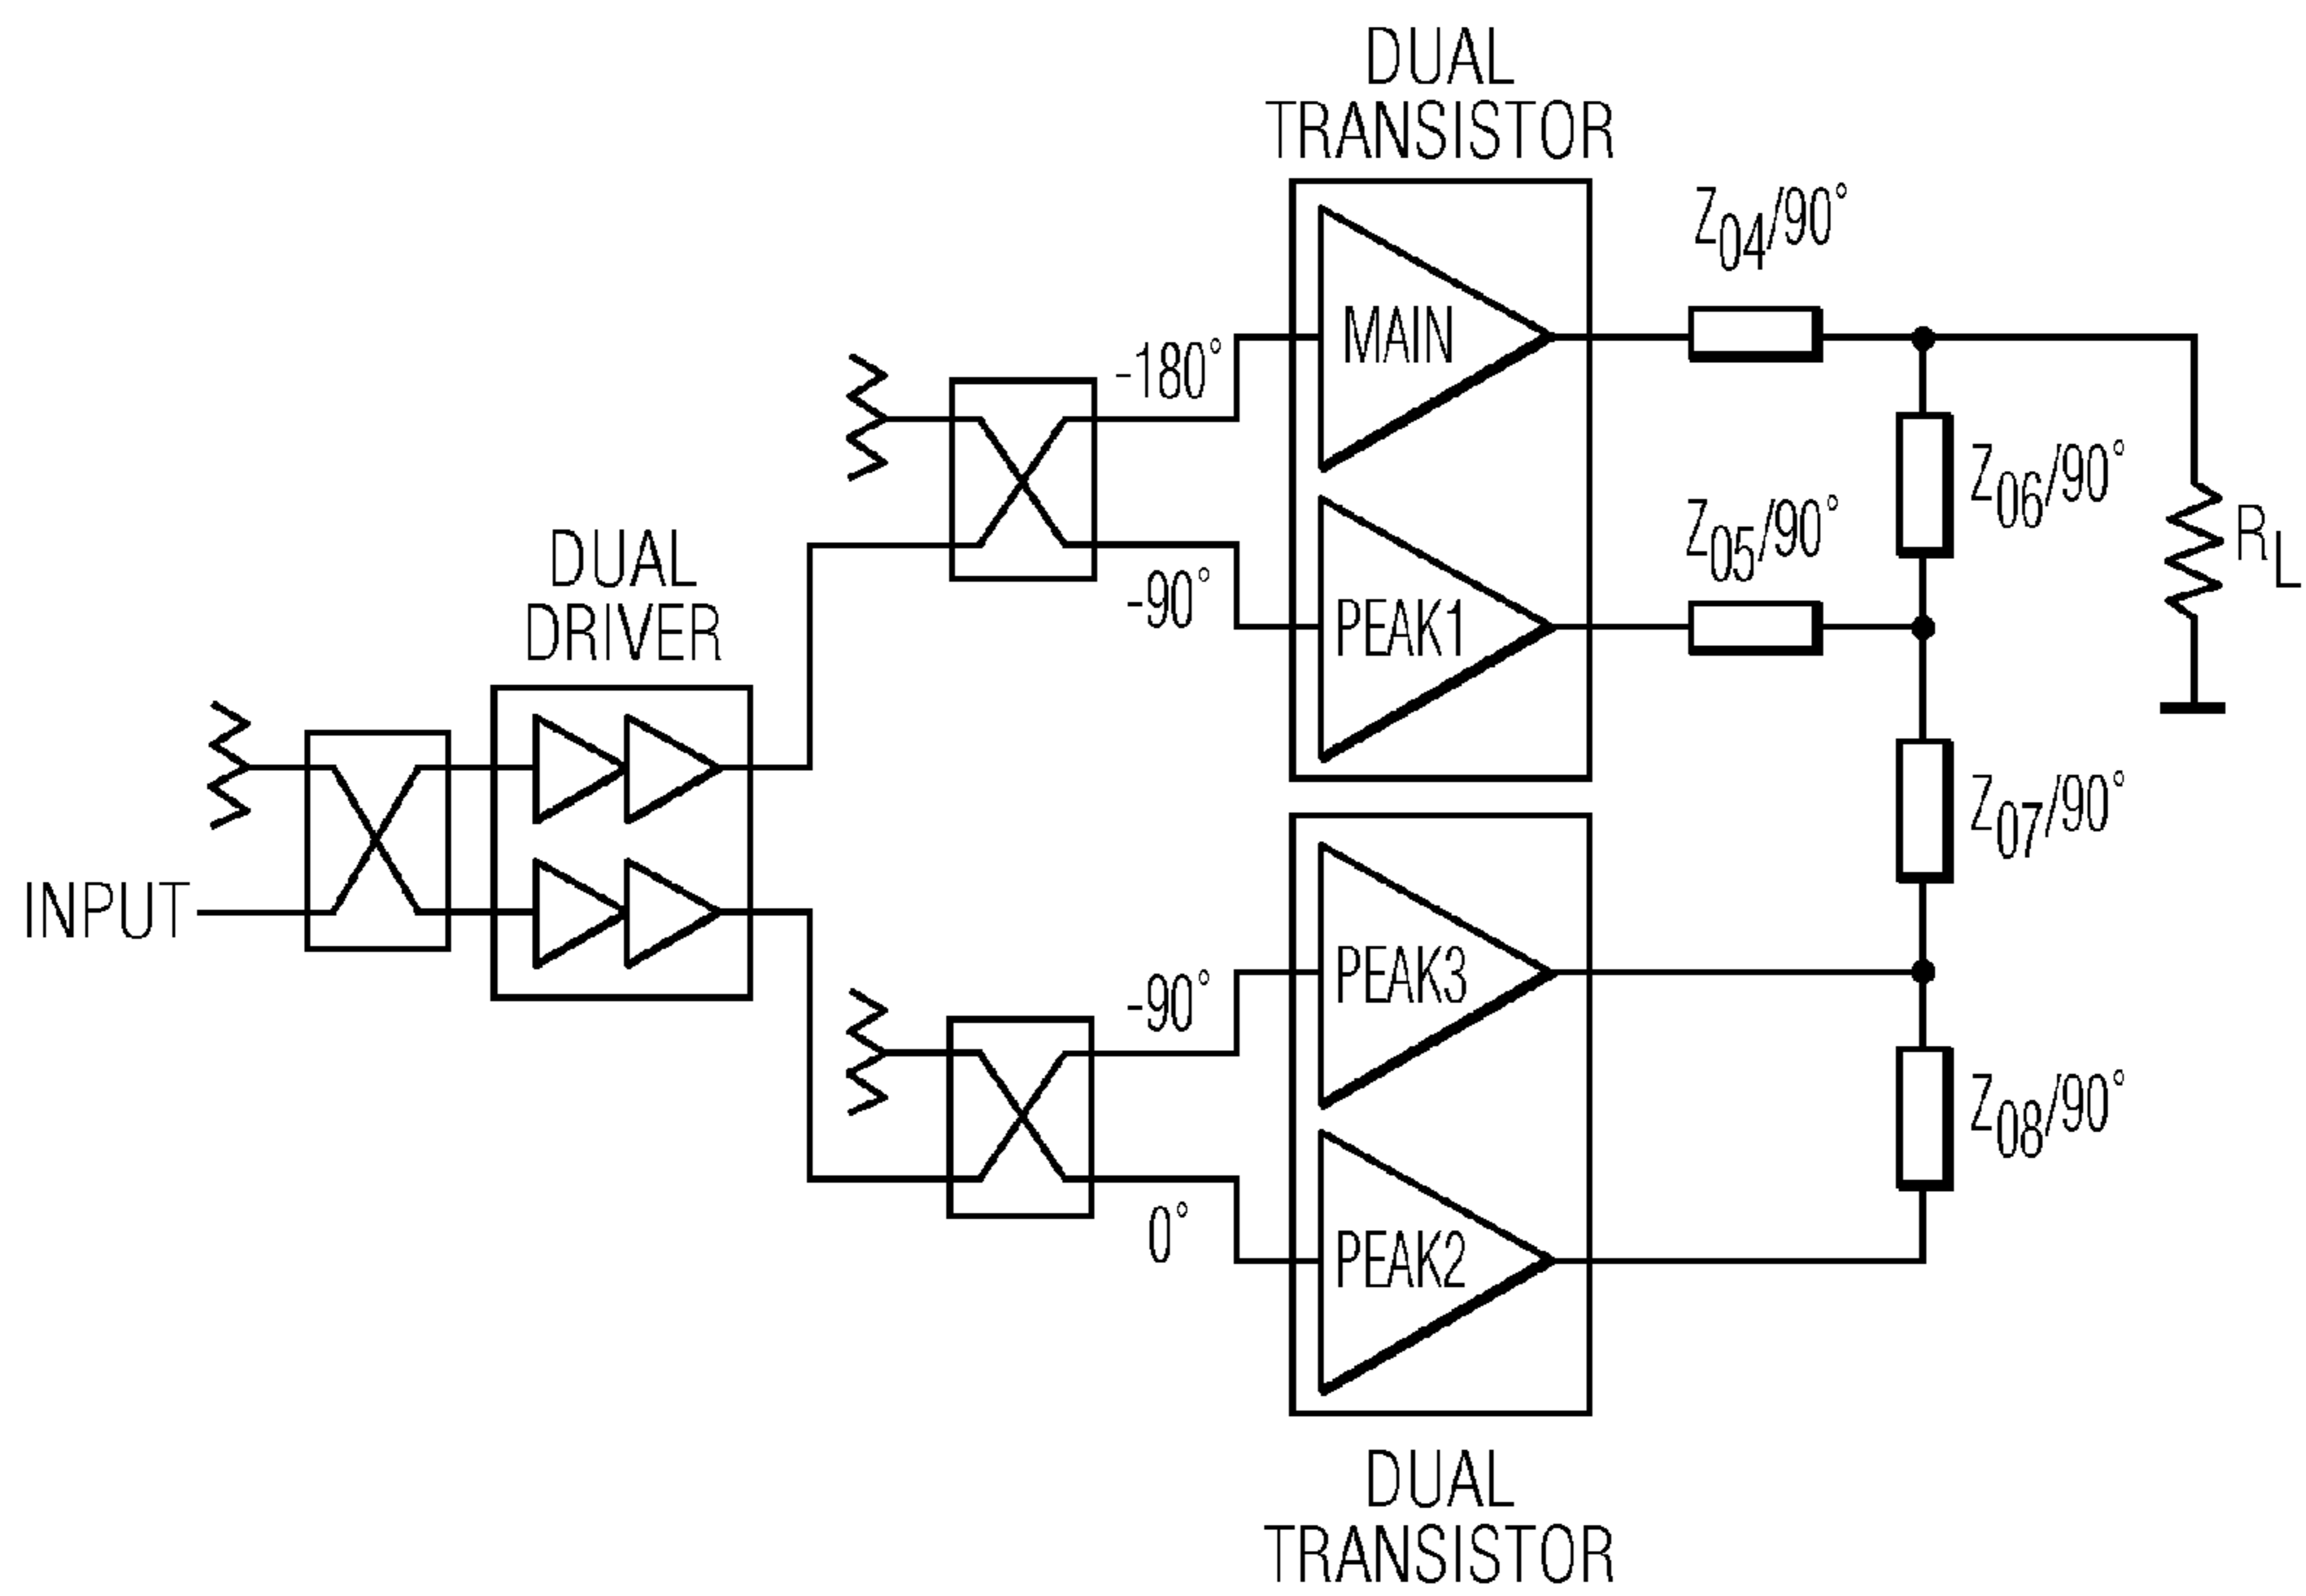 DUAL
TRANSISTOR
Z04/90°
-180°
MAIN
Z06/90°
Z05/90°
RL
DUAL
DRIVER
-90°
PEAK1
Z07/90°
INPUT
-90°
PEAK3
Z08/90°
0°
PEAK2
DUAL
TRANSISTOR